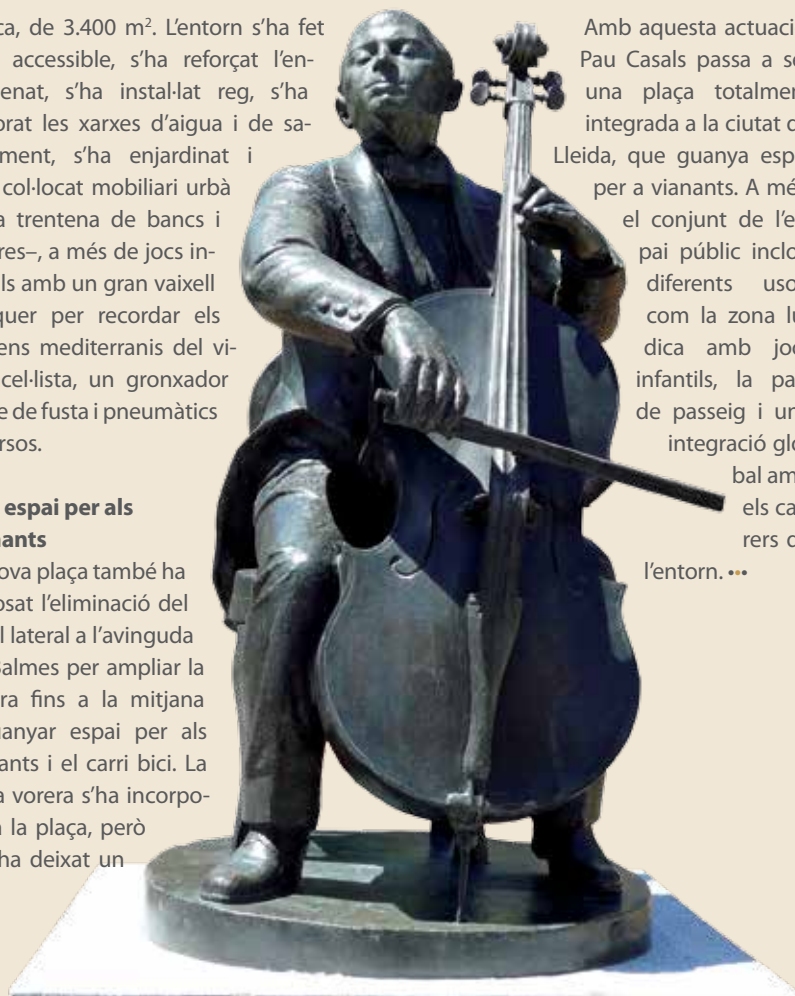 ca, de 3.400 m². L’entorn s’ha fet
accessible, s’ha reforçat l’en-
enat, s’ha instal·lat reg, s’ha
orat les xarxes d’aigua i de sa-
ment, s’ha enjardinat i
col·locat mobiliari urbà
a trentena de bancs i
res–, a més de jocs in-
ls amb un gran vaixell
quer per recordar els
ens mediterranis del vi-
cel·lista, un gronxador
e de fusta i pneumàtics
rsos.
espai per als
nants
ova plaça també ha
osat l’eliminació del
l lateral a l’avinguda
Balmes per ampliar la
ra fins a la mitjana
uanyar espai per als
ants i el carri bici. La
a vorera s’ha incorpo-
a la plaça, però
ha deixat un
Amb aquesta actuaci
Pau Casals passa a se
una plaça totalmen
integrada a la ciutat d
Lleida, que guanya esp
per a vianants. A mé
el conjunt de l’e
pai públic inclo
diferents uso
com la zona lú
dica amb joc
infantils, la pa
de passeig i un
integració glo
bal am
els ca
rers d
l’entorn. •••